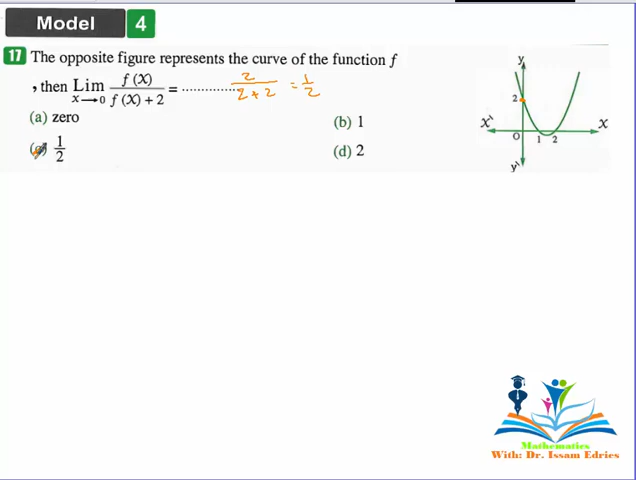 Model 4
17 The opposite figure represents the curve of the function f
, then Lim x→0 f(x) / f(x) + 2 = ............... 2 / 2 + 2 = 1/2
(a) zero
(b) 1
1/2
(d) 2
y
2
x' O 1 2 x
y'
Mathematics
With: Dr. Issam Edries